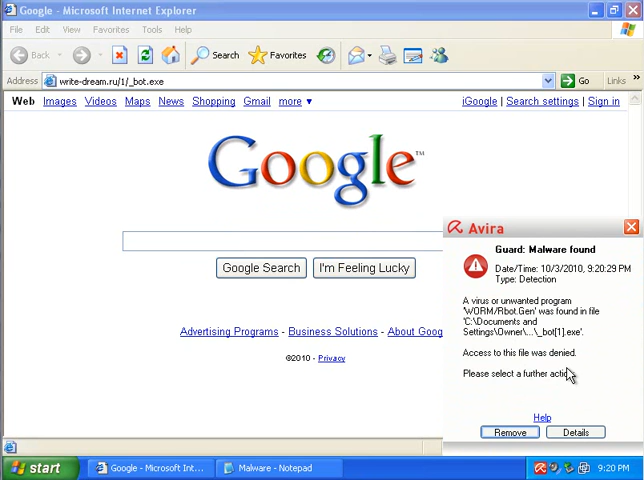 Google - Microsoft Internet Explorer
File Edit View Favorites Tools Help
Back Search Favorites
Address write-dream.ru/1/_bot.exe Go Links »
Web Images Videos Maps News Shopping Gmail more ▼ iGoogle | Search settings | Sign in
Google™
Google Search I'm Feeling Lucky
Advertising Programs - Business Solutions - About Goog
©2010 - Privacy
Avira
Guard: Malware found
Date/Time: 10/3/2010, 9:20:29 PM
Type: Detection
A virus or unwanted program
'WORM/Rbot.Gen' was found in file
'C:\Documents and
Settings\Owner\...\_bot[1].exe'.
Access to this file was denied.
Please select a further action
Help
Remove Details
start Google - Microsoft Int... Malware - Notepad 9:20 PM